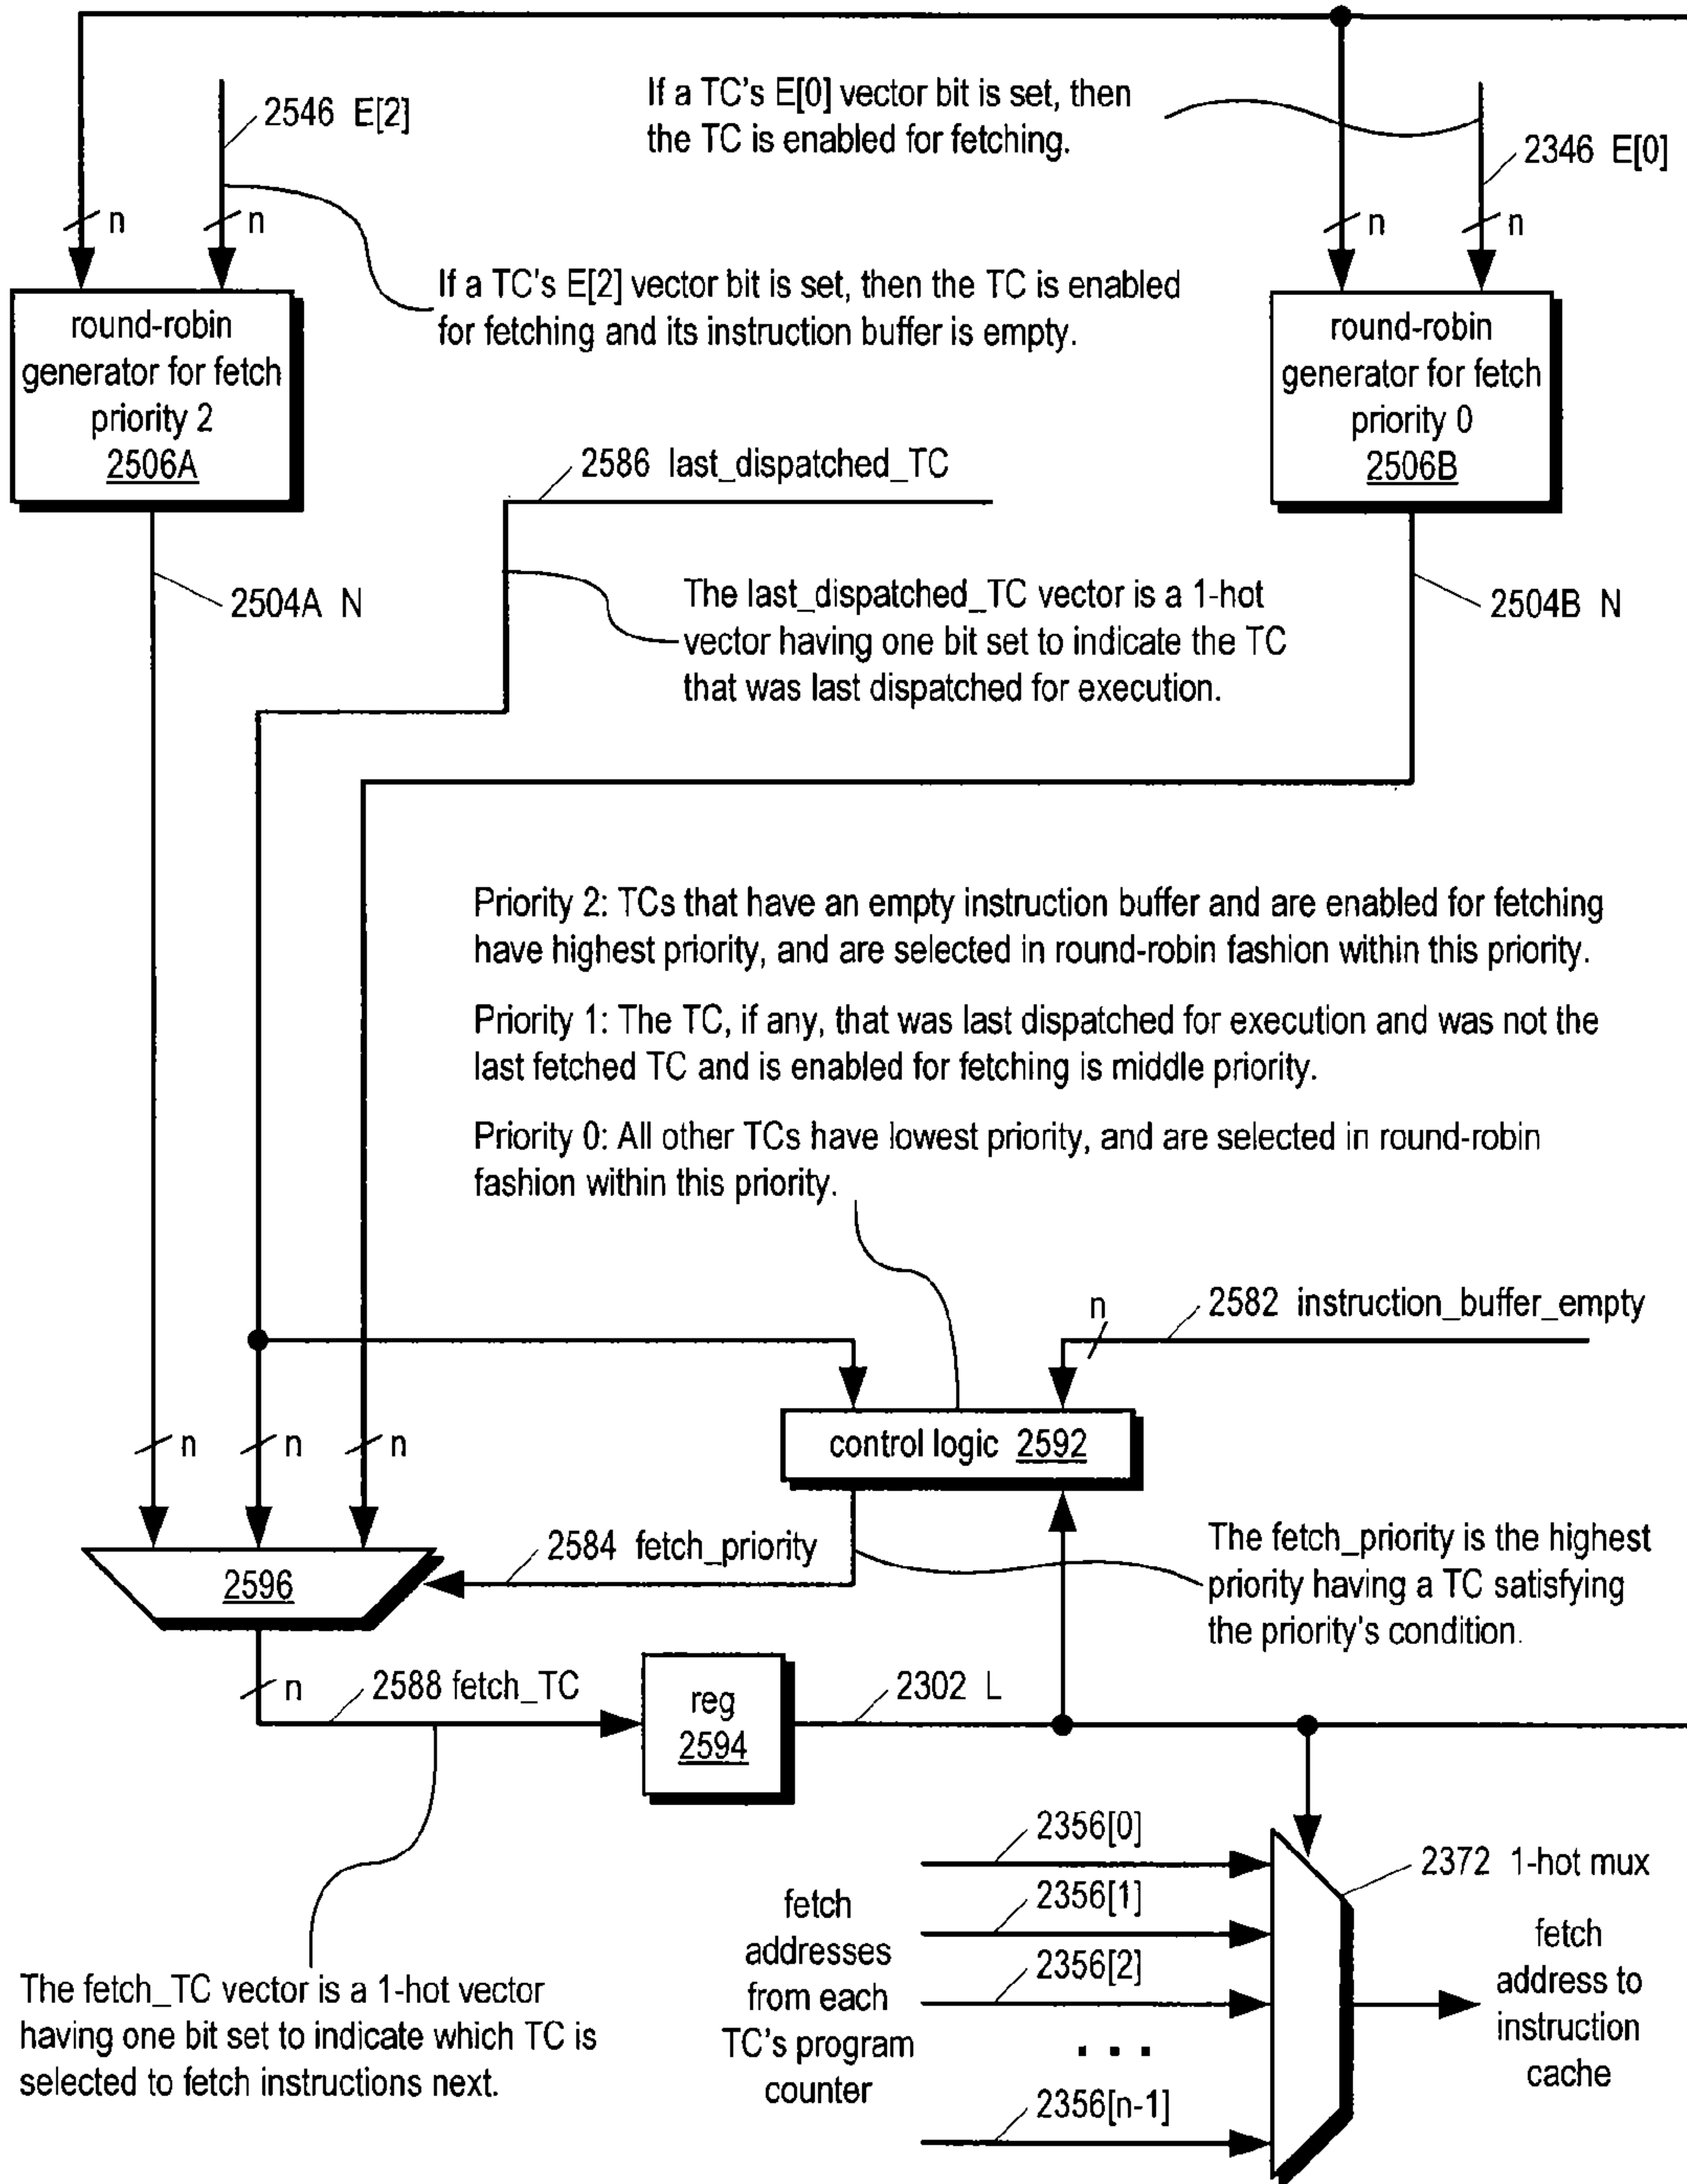 2546 E[2]
If a TC's E[0] vector bit is set, then
the TC is enabled for fetching.
2346 E[0]
n
n
n
n
If a TC's E[2] vector bit is set, then the TC is enabled
for fetching and its instruction buffer is empty.
round-robin
generator for fetch
priority 2
2506A
round-robin
generator for fetch
priority 0
2506B
2586 last_dispatched_TC
2504A N
The last_dispatched_TC vector is a 1-hot
vector having one bit set to indicate the TC
that was last dispatched for execution.
2504B N
Priority 2: TCs that have an empty instruction buffer and are enabled for fetching
have highest priority, and are selected in round-robin fashion within this priority.
Priority 1: The TC, if any, that was last dispatched for execution and was not the
last fetched TC and is enabled for fetching is middle priority.
Priority 0: All other TCs have lowest priority, and are selected in round-robin
fashion within this priority.
n
2582 instruction_buffer_empty
n
n
n
control logic 2592
2596
2584 fetch_priority
The fetch_priority is the highest
priority having a TC satisfying
the priority's condition.
n
2588 fetch_TC
reg
2594
2302 L
2356[0]
2356[1]
2356[2]
. . .
2356[n-1]
fetch
addresses
from each
TC's program
counter
2372 1-hot mux
fetch
address to
instruction
cache
The fetch_TC vector is a 1-hot vector
having one bit set to indicate which TC is
selected to fetch instructions next.